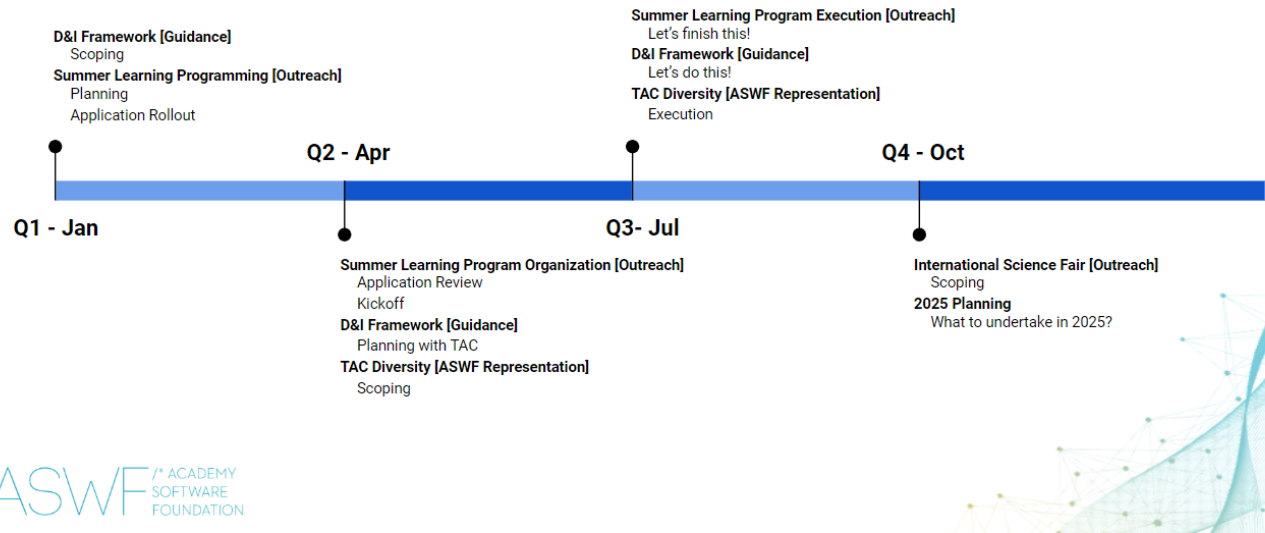 D&I Framework [Guidance]
Scoping
Summer Learning Programming [Outreach]
Planning
Application Rollout
Summer Learning Program Execution [Outreach]
Let's finish this!
D&I Framework [Guidance]
Let's do this!
TAC Diversity [ASWF Representation]
Execution
Q2 - Apr
Q4 - Oct
Q1 - Jan
Q3- Jul
Summer Learning Program Organization [Outreach]
Application Review
Kickoff
D&I Framework [Guidance]
Planning with TAC
TAC Diversity [ASWF Representation]
Scoping
International Science Fair [Outreach]
Scoping
2025 Planning
What to undertake in 2025?
ASWF
/* ACADEMY
SOFTWARE
FOUNDATION